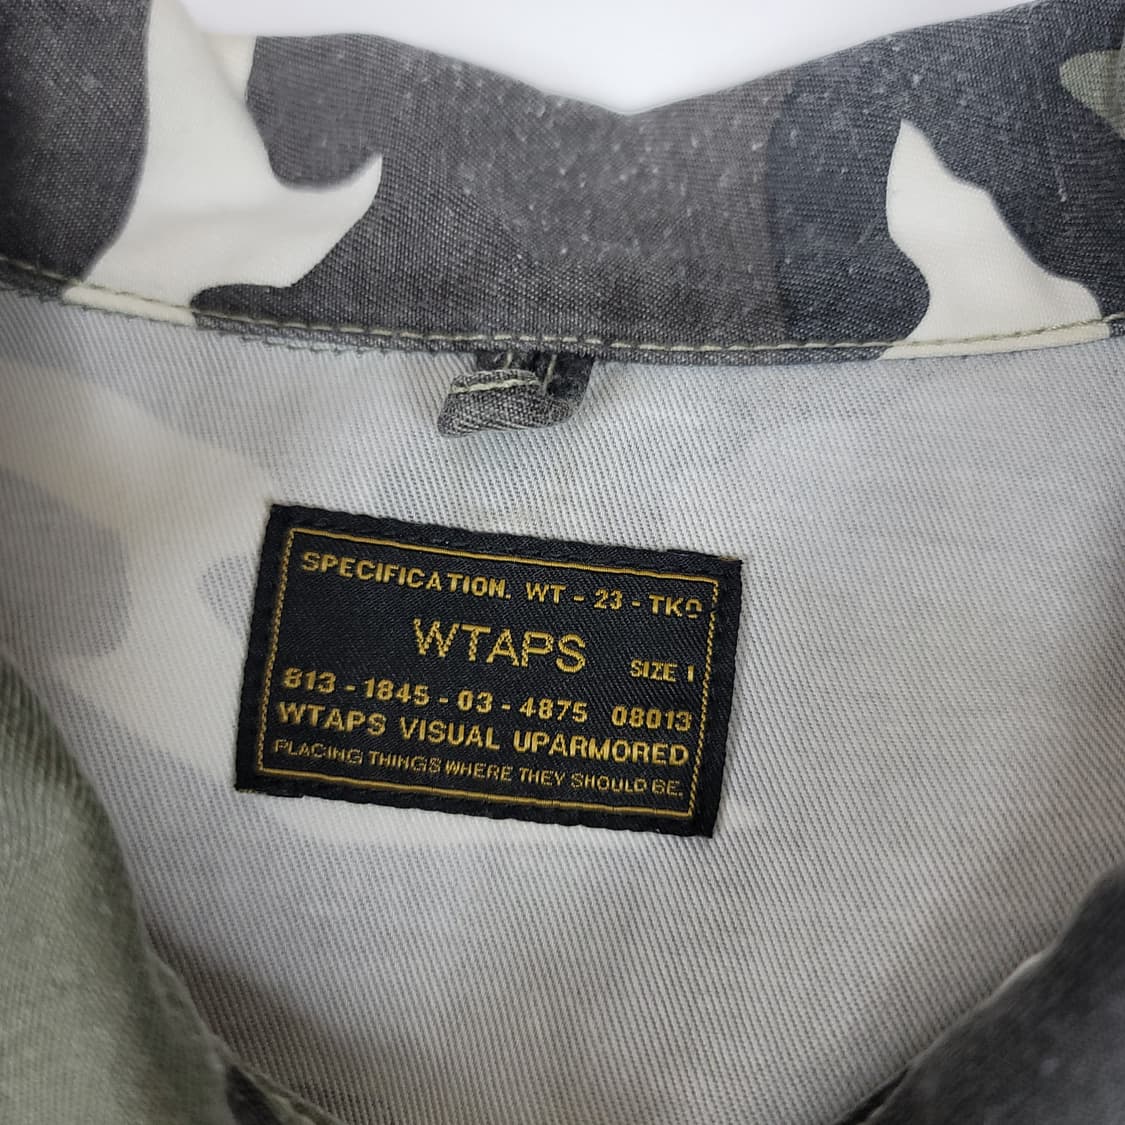 SPECIFICATION. WT - 23 - TKO
WTAPS
SIZE 1
813 - 1845 - 03 - 4875 08013
WTAPS VISUAL UPARMORED
PLACING THINGS WHERE THEY SHOULD BE.